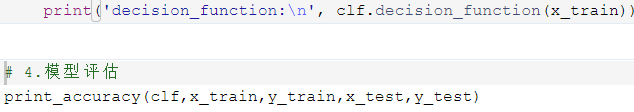 print('decision_function:\n', clf.decision_function(x_train))
# 4.模型评估
print_accuracy(clf,x_train,y_train,x_test,y_test)